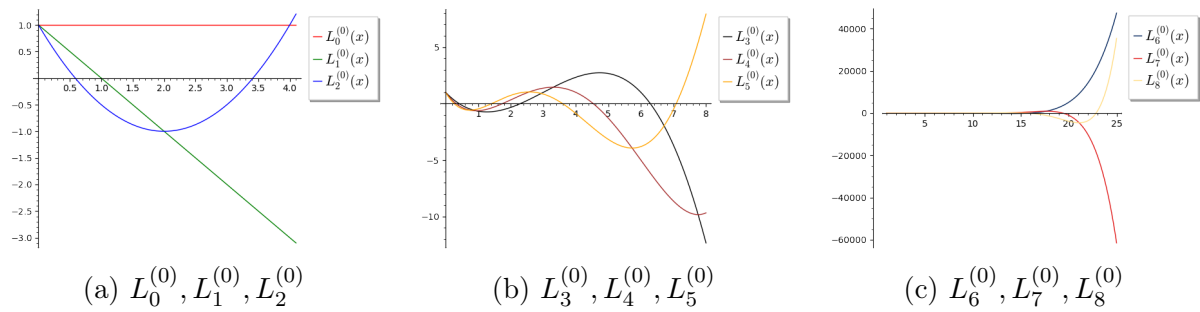 1.0
0.5
−0.5
−1.0
−1.5
−2.0
−2.5
−3.0
0.5 1.0 1.5 2.0 2.5 3.0 3.5 4.0
L_0^{(0)}(x)
L_1^{(0)}(x)
L_2^{(0)}(x)
(a) L_0^{(0)}, L_1^{(0)}, L_2^{(0)}
5
−5
−10
1 2 3 4 5 6 7 8
L_3^{(0)}(x)
L_4^{(0)}(x)
L_5^{(0)}(x)
(b) L_3^{(0)}, L_4^{(0)}, L_5^{(0)}
40000
20000
0
−20000
−40000
−60000
5 10 15 20 25
L_6^{(0)}(x)
L_7^{(0)}(x)
L_8^{(0)}(x)
(c) L_6^{(0)}, L_7^{(0)}, L_8^{(0)}